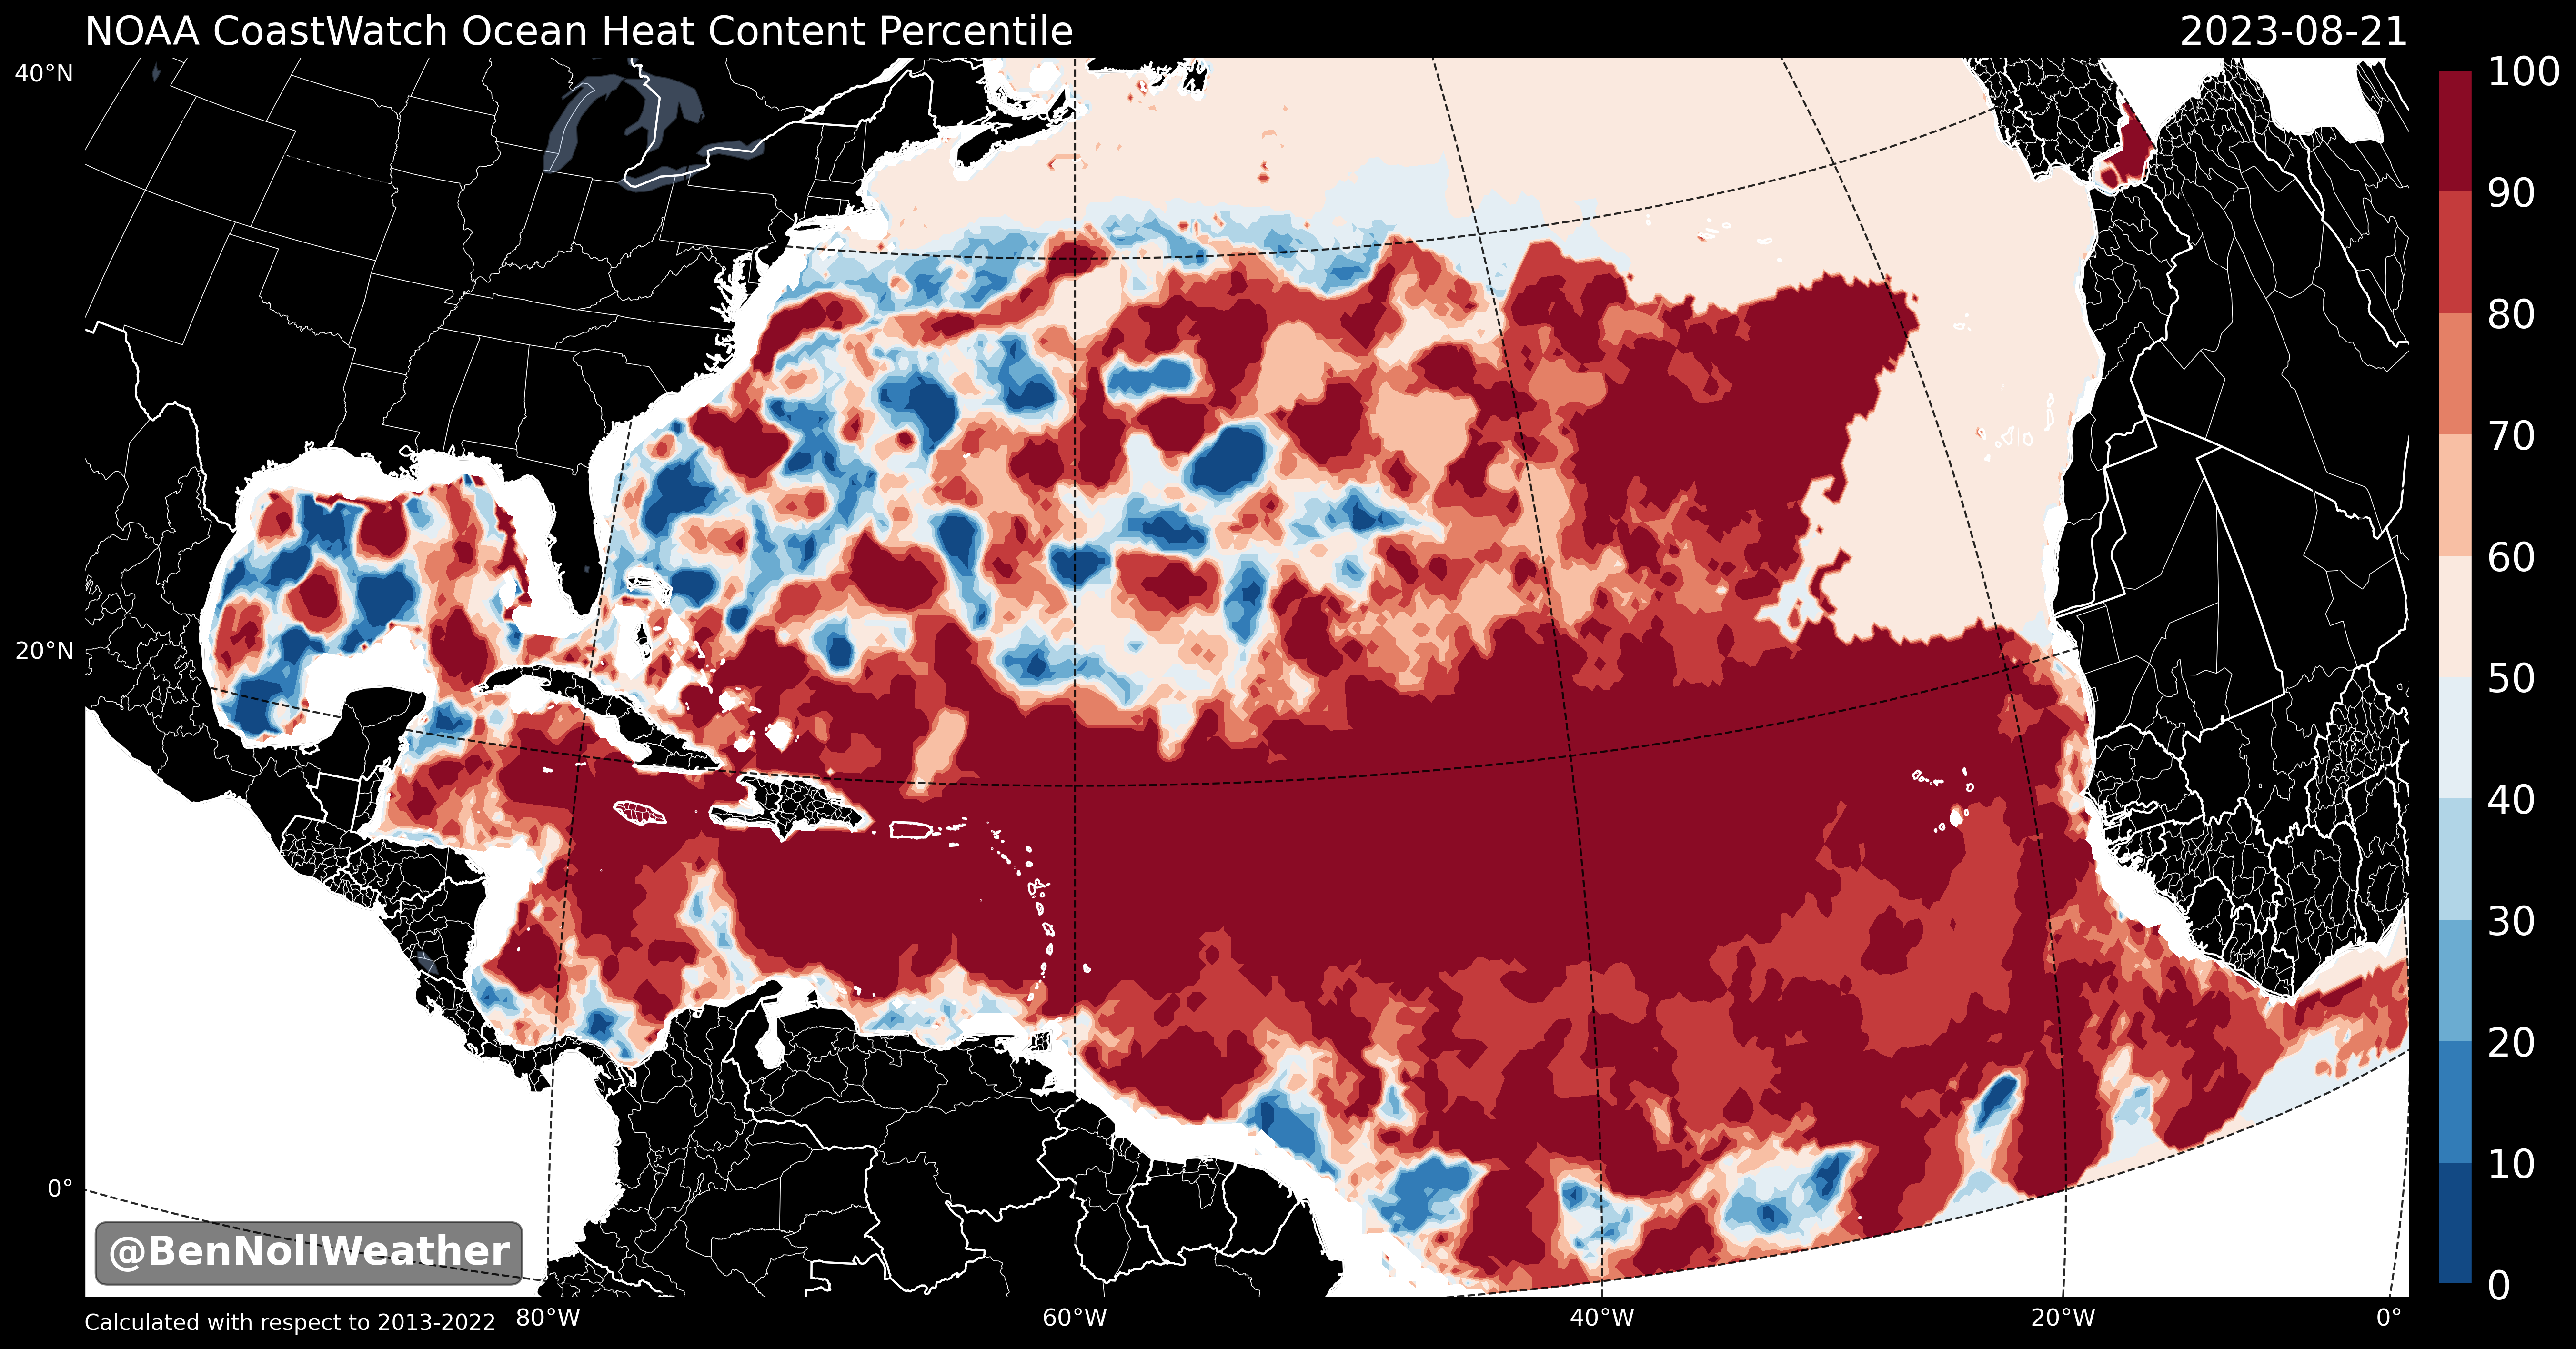 NOAA CoastWatch Ocean Heat Content Percentile
2023-08-21
40°N
20°N
0°
100
90
80
70
60
50
40
30
20
10
0
@BenNollWeather
Calculated with respect to 2013-2022
80°W
60°W
40°W
20°W
0°